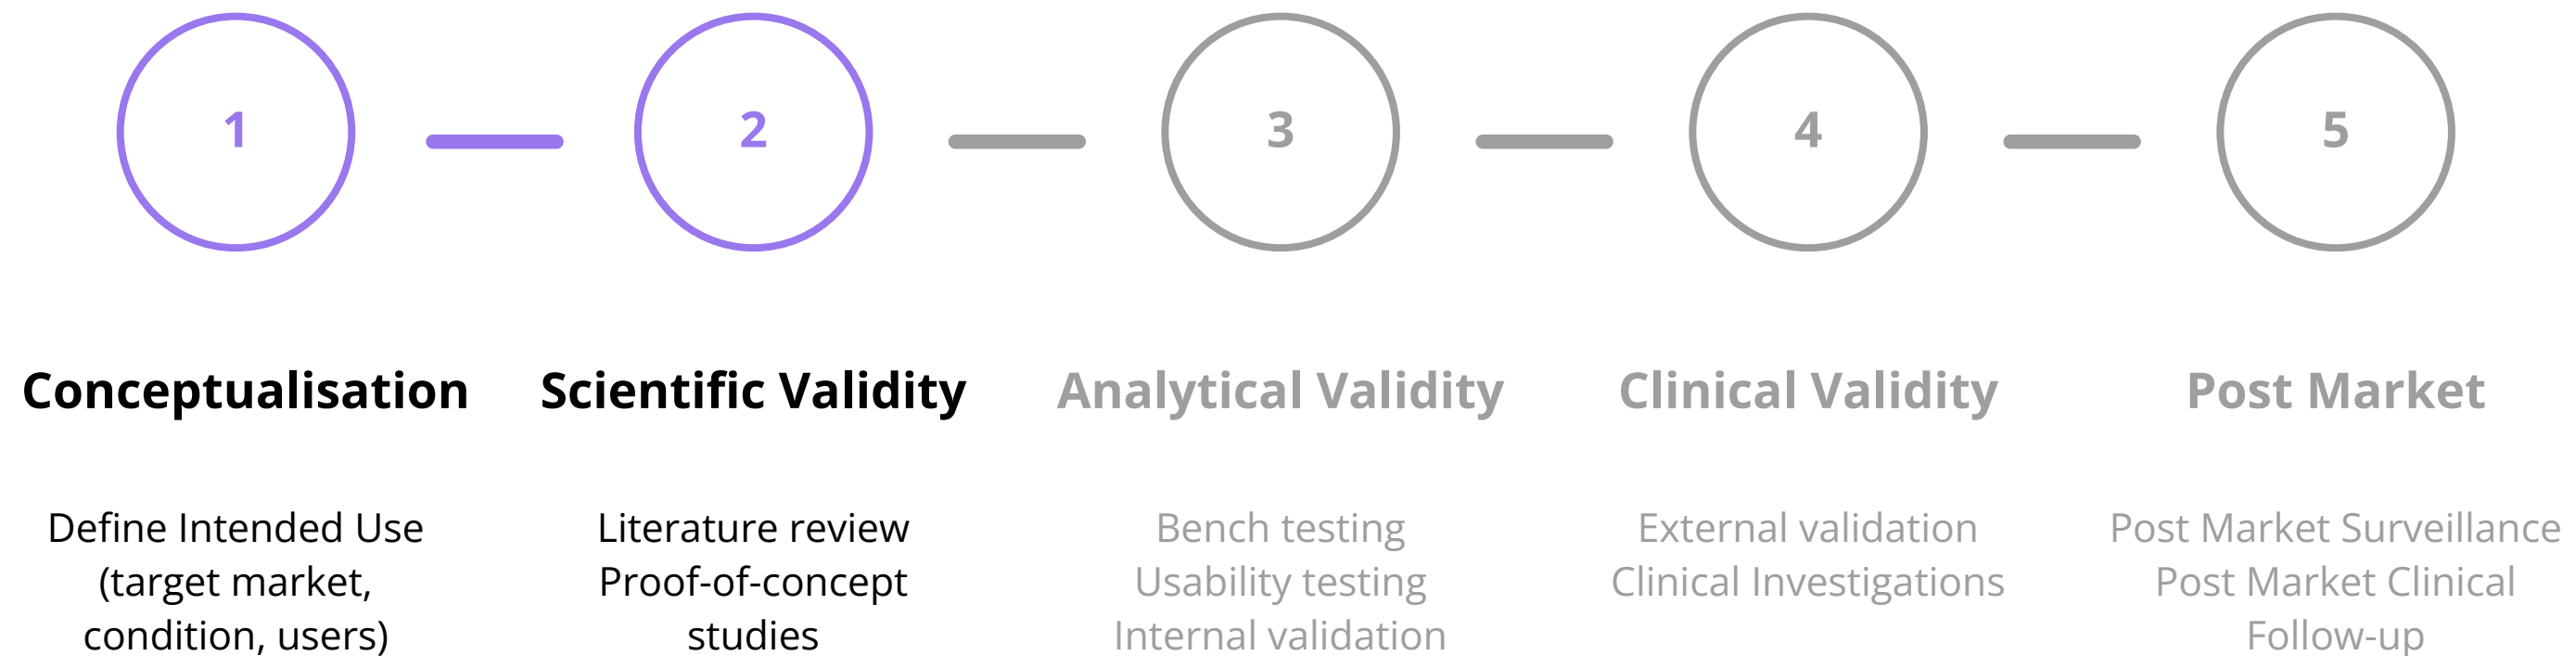 1
2
3
4
5
Conceptualisation
Scientific Validity
Analytical Validity
Clinical Validity
Post Market
Define Intended Use
(target market,
condition, users)
Literature review
Proof-of-concept
studies
Bench testing
Usability testing
Internal validation
External validation
Clinical Investigations
Post Market Surveillance
Post Market Clinical
Follow-up